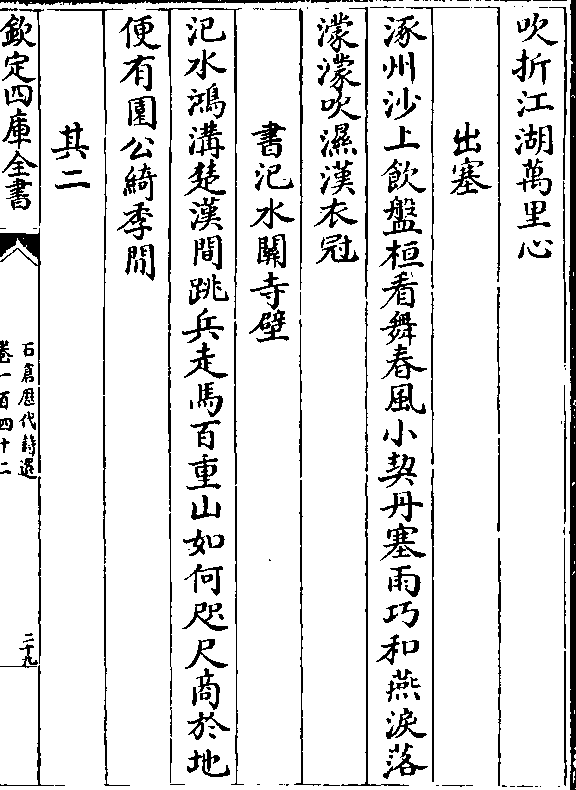 吹折江湖萬里心
出塞
涿州沙上飲盤桓看舞春風小契丹塞雨巧和燕淚落
濛濛吹濕漢衣冠
書汜水關寺壁
汜水鴻溝楚漢間跳兵走馬百重山如何咫尺商於地
便有園公綺季閒
其二
欽定四庫全書
石倉歷代詩選
卷一百四十二
二十九